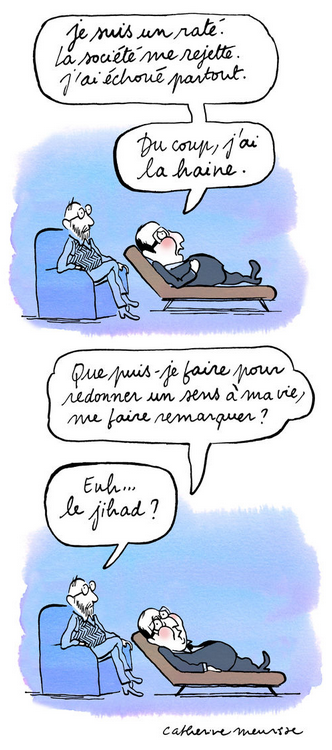 je suis un raté.
La société me rejette.
j'ai échoué partout.
Du coup, j'ai
la haine.
Que puis-je faire pour
redonner un sens à ma vie,
me faire remarquer ?
Euh...
le jihad ?
catherine meurisse